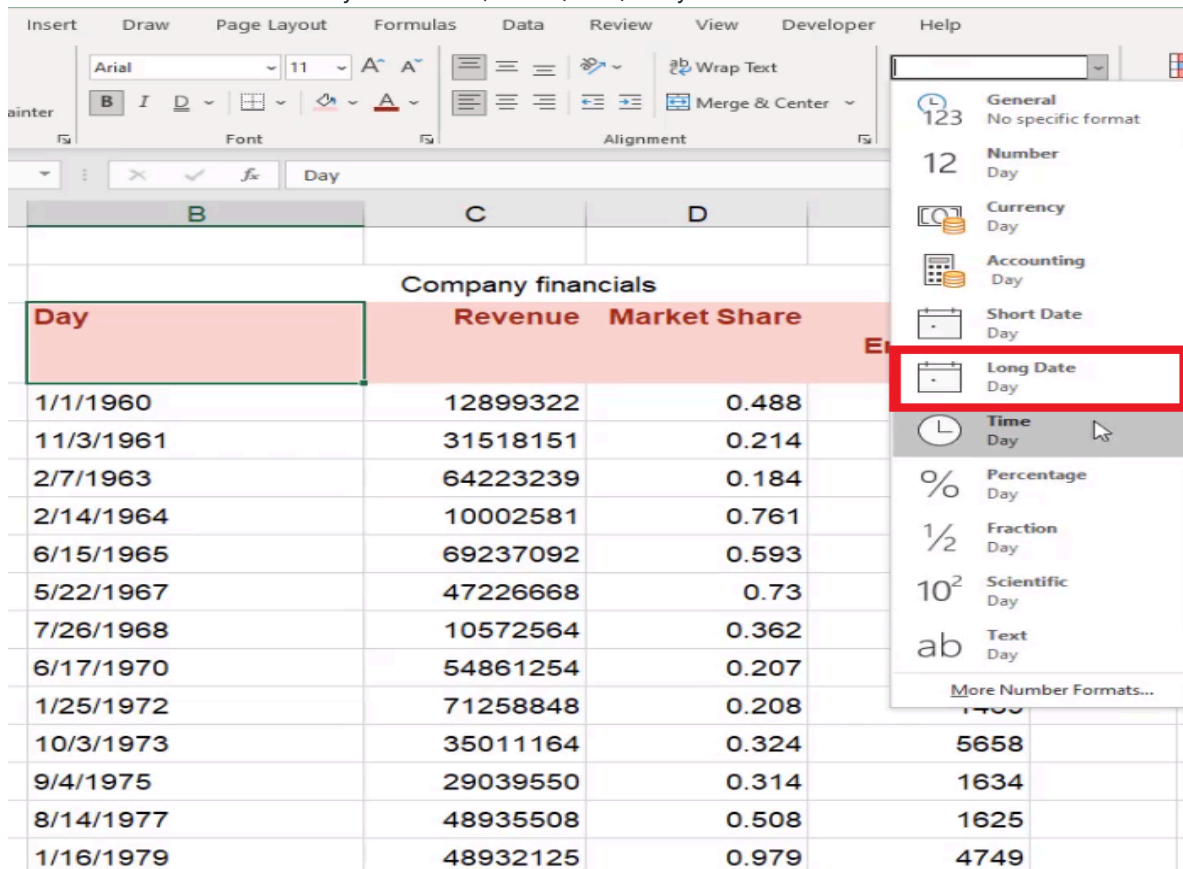 Insert Draw Page Layout Formulas Data Review View Developer Help
Arial 11 A A Wrap Text
ainter B I D A Merge & Center
Font Alignment
fx Day
B C D
Company financials
Day Revenue Market Share
1/1/1960 12899322 0.488
11/3/1961 31518151 0.214
2/7/1963 64223239 0.184
2/14/1964 10002581 0.761
6/15/1965 69237092 0.593
5/22/1967 47226668 0.73
7/26/1968 10572564 0.362
6/17/1970 54861254 0.207
1/25/1972 71258848 0.208
10/3/1973 35011164 0.324 5658
9/4/1975 29039550 0.314 1634
8/14/1977 48935508 0.508 1625
1/16/1979 48932125 0.979 4749
123 General
No specific format
12 Number
Day
Currency
Day
Accounting
Day
Short Date
Day
Long Date
Day
Time
Day
% Percentage
Day
1/2 Fraction
Day
10² Scientific
Day
ab Text
Day
More Number Formats...